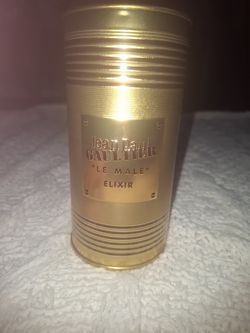 Jean Paul
GAULTIER
"LE MALE"
ELIXIR